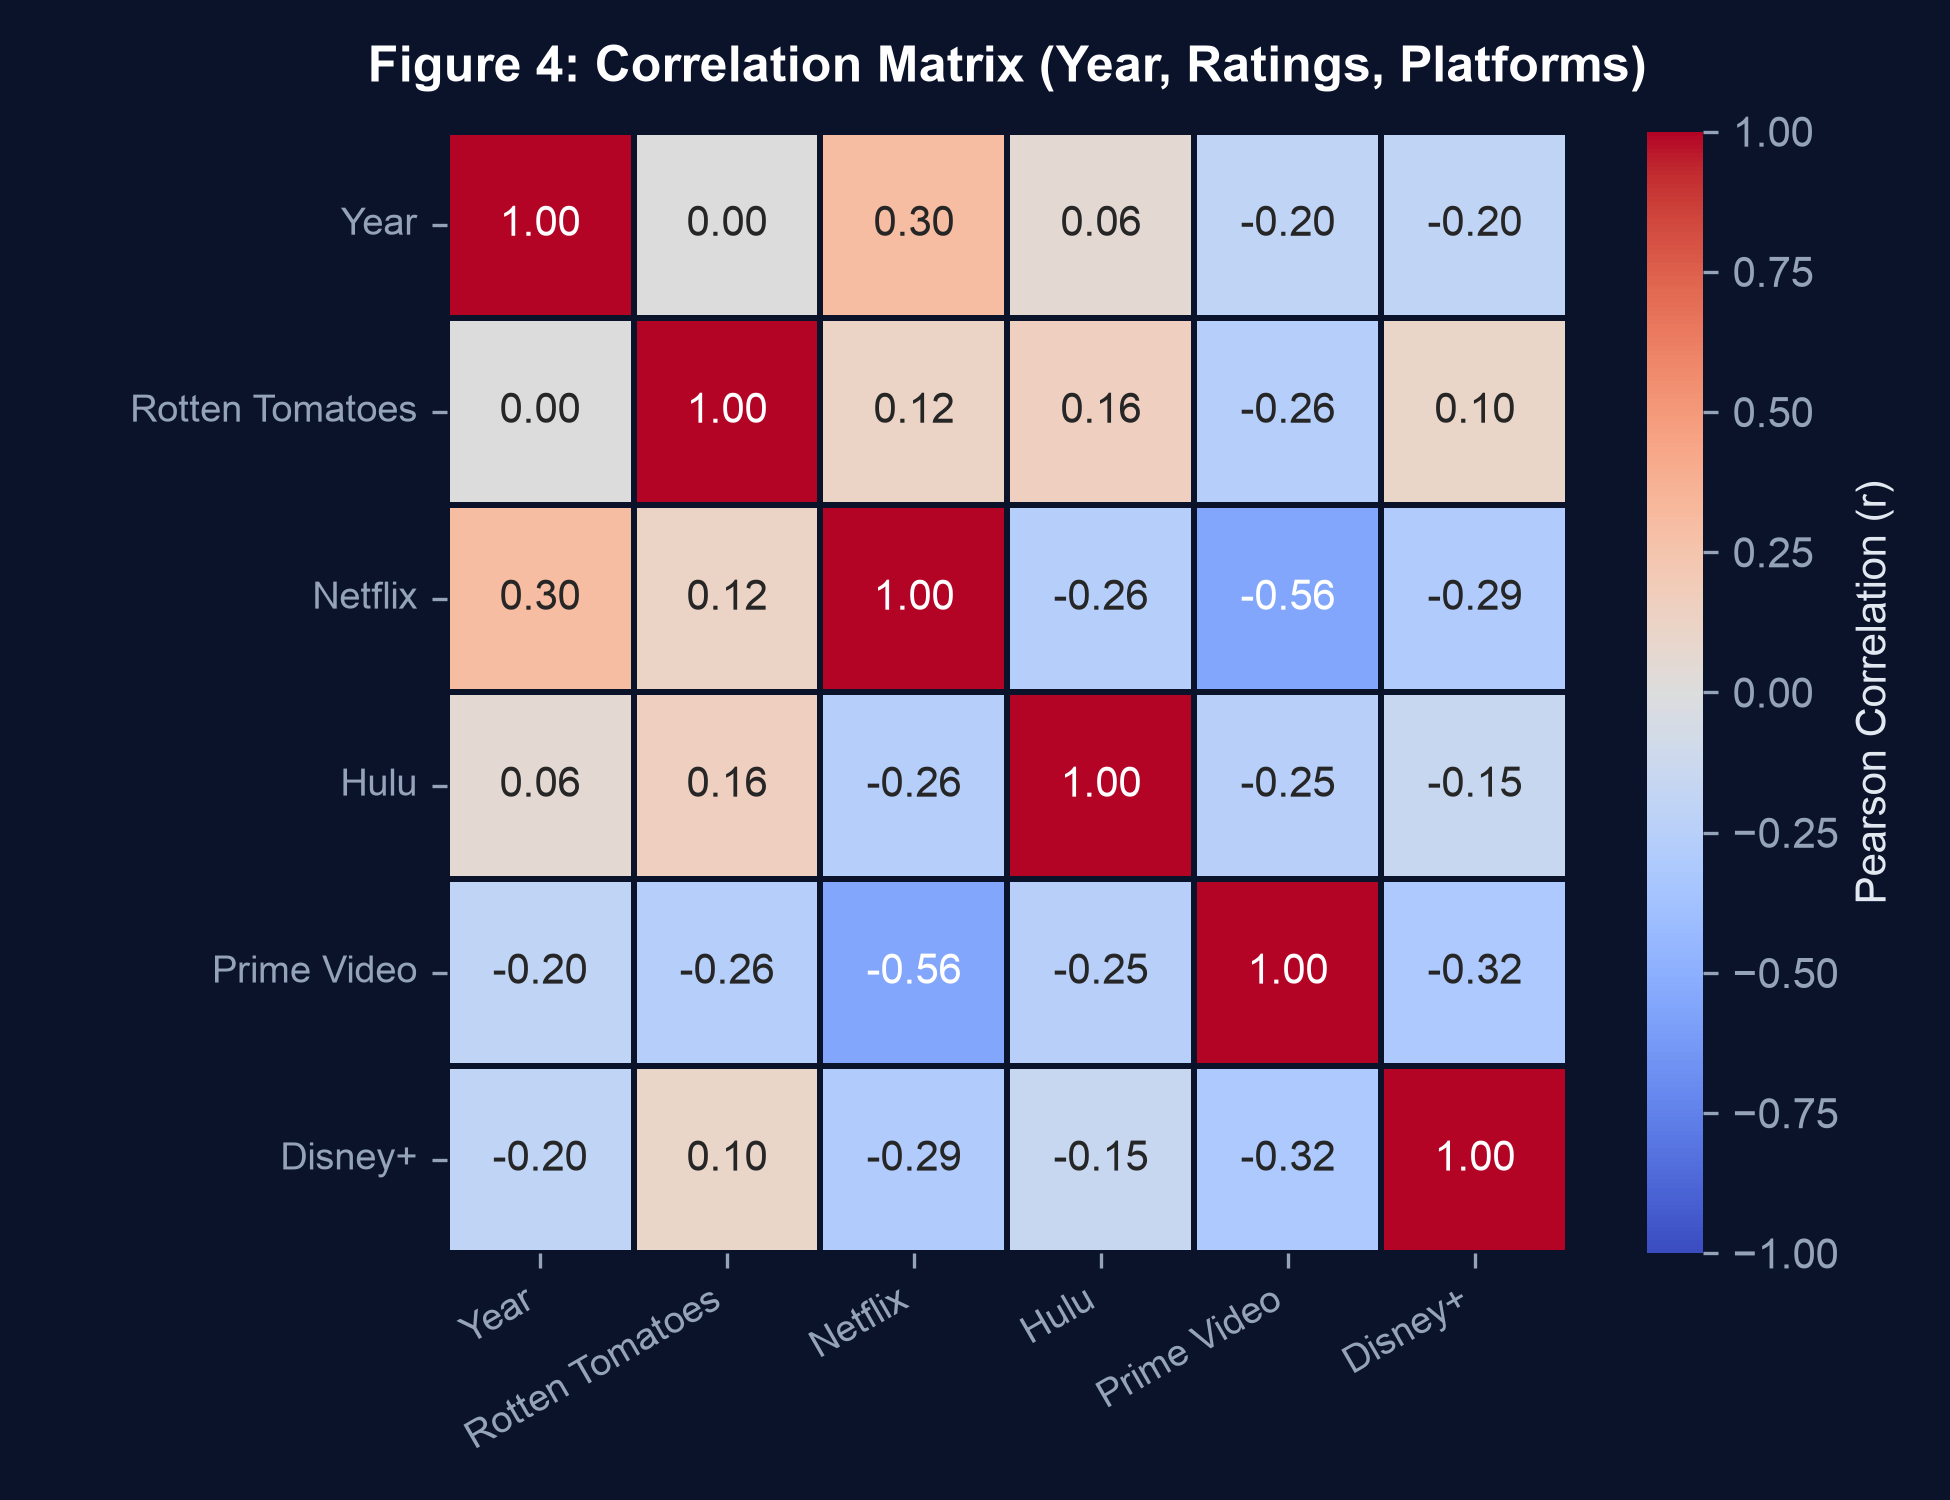 Figure 4: Correlation Matrix (Year, Ratings, Platforms)
Year 1.00 0.00 0.30 0.06 -0.20 -0.20
Rotten Tomatoes 0.00 1.00 0.12 0.16 -0.26 0.10
Netflix 0.30 0.12 1.00 -0.26 -0.56 -0.29
Hulu 0.06 0.16 -0.26 1.00 -0.25 -0.15
Prime Video -0.20 -0.26 -0.56 -0.25 1.00 -0.32
Disney+ -0.20 0.10 -0.29 -0.15 -0.32 1.00
Year Rotten Tomatoes Netflix Hulu Prime Video Disney+
1.00
0.75
0.50
0.25
0.00
−0.25
−0.50
−0.75
−1.00
Pearson Correlation (r)